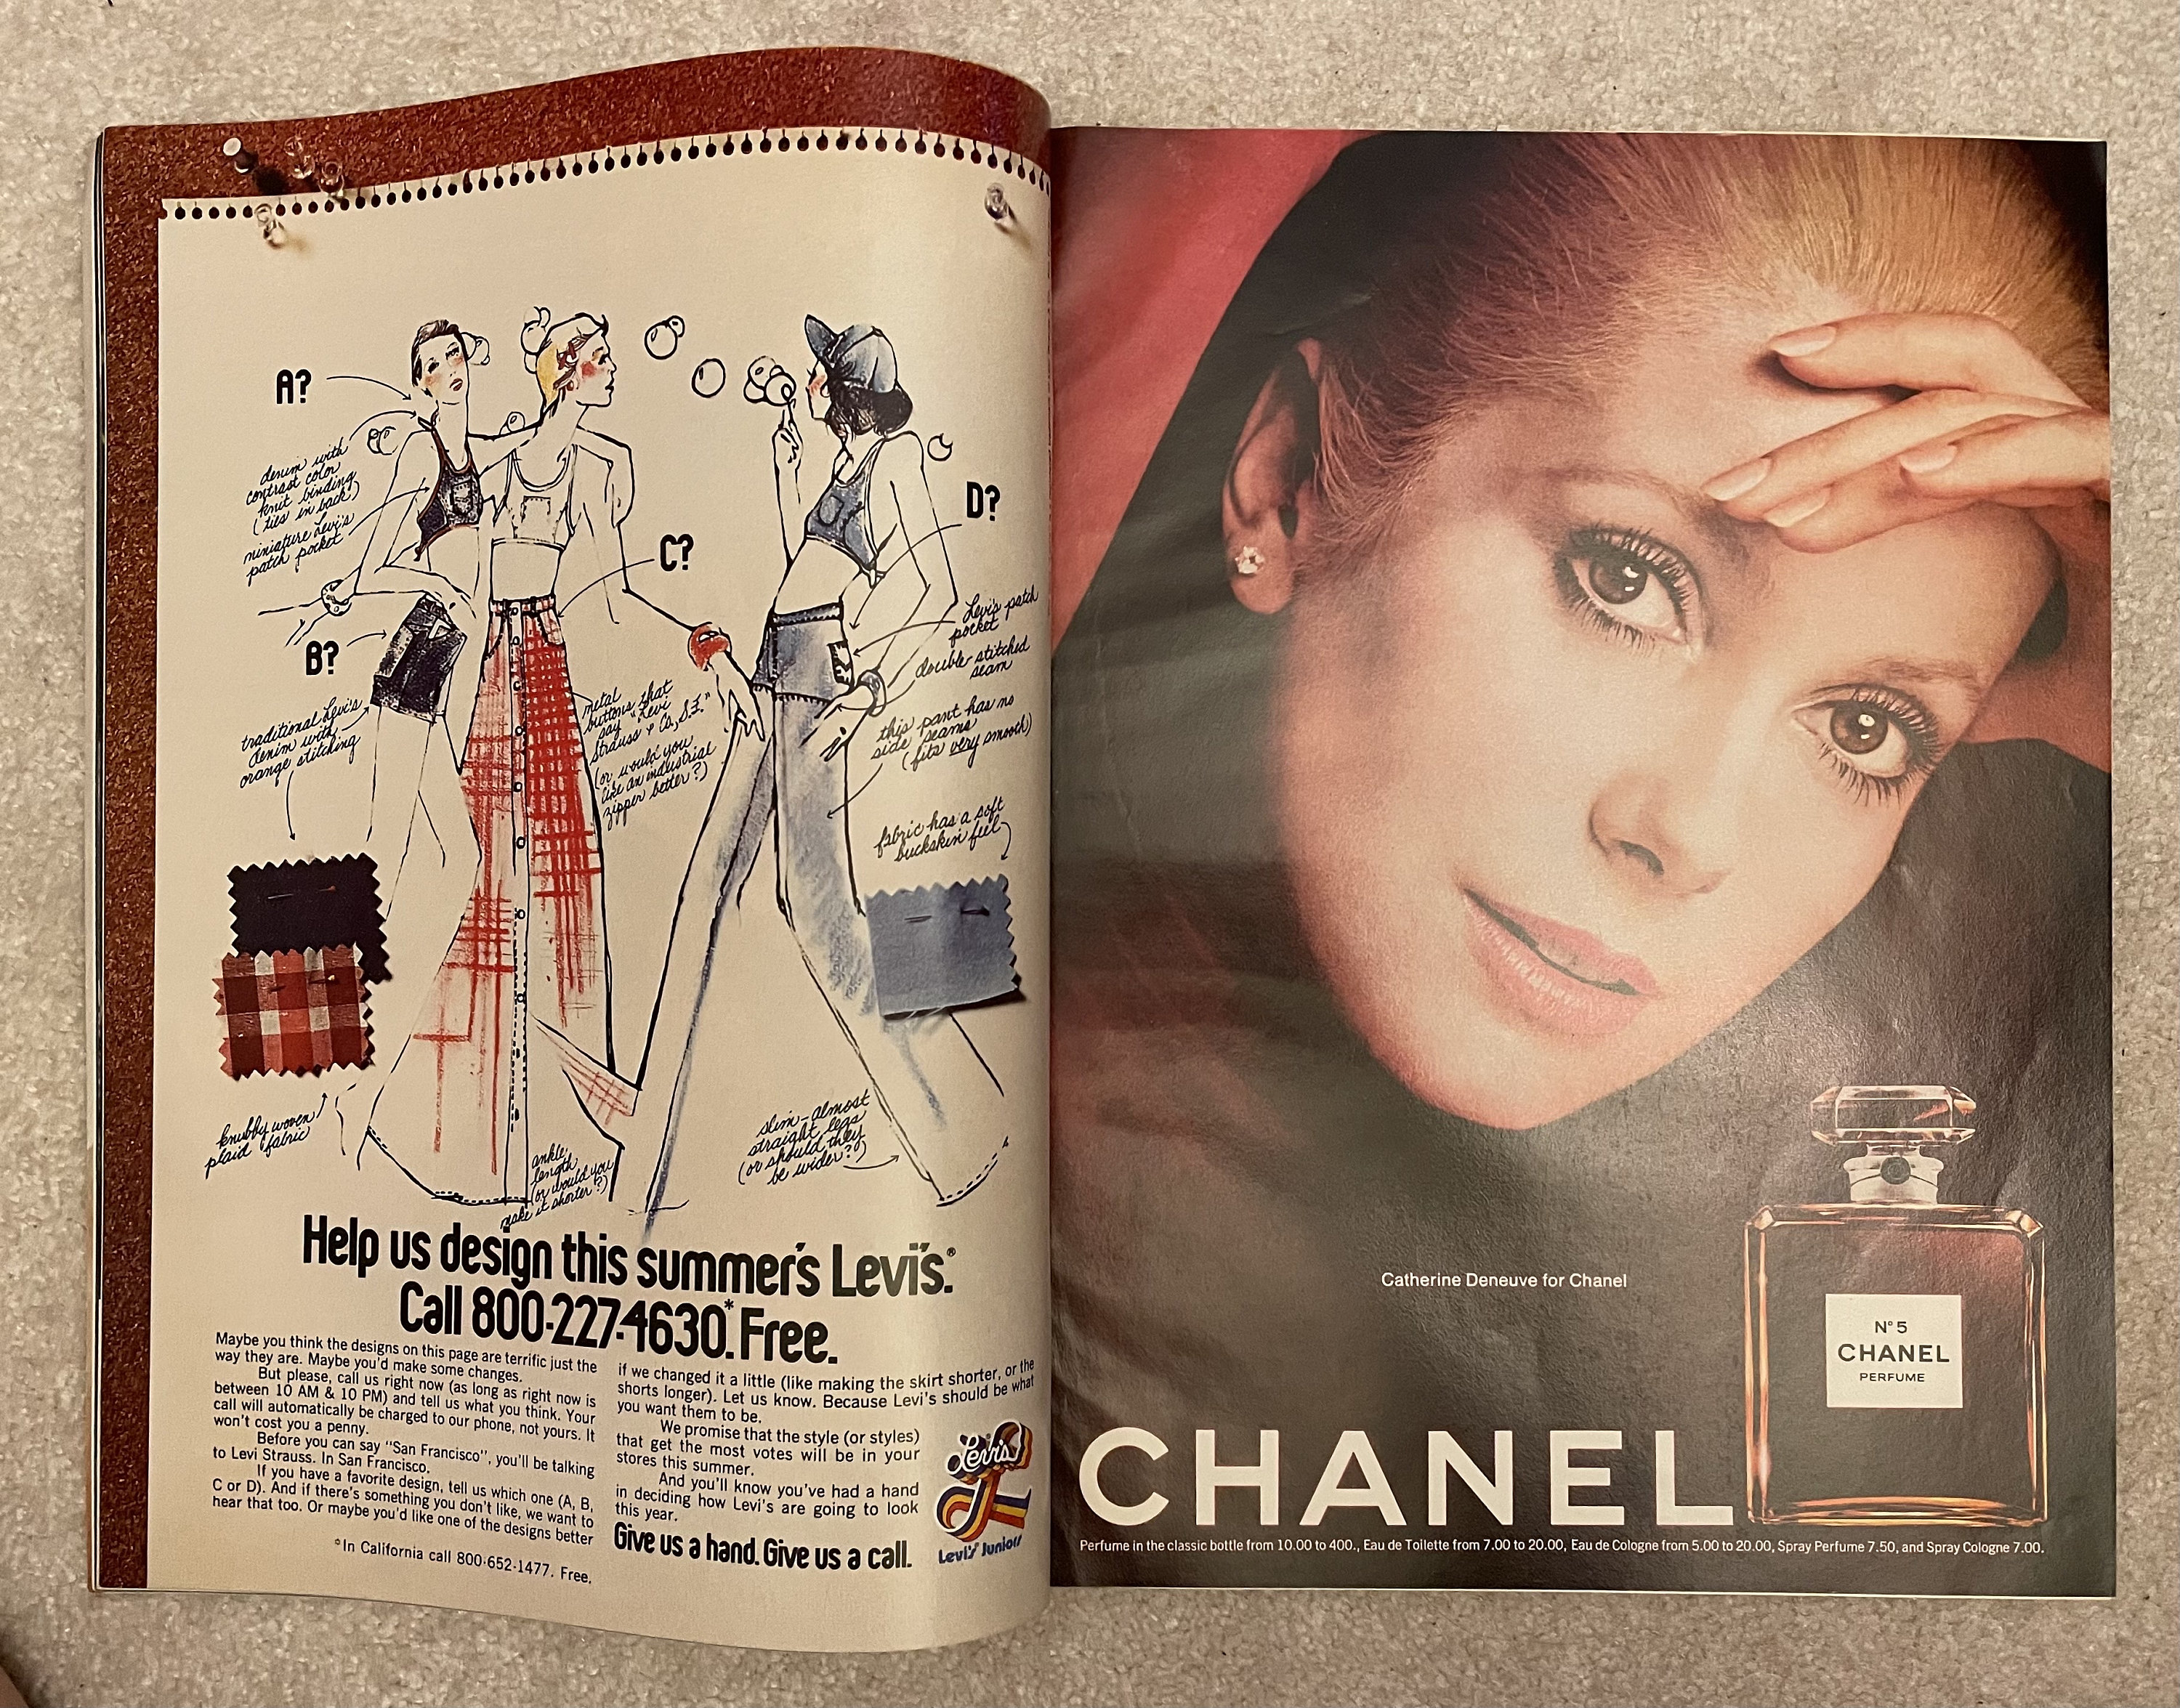 A?
denim with
contrast color
knit binding
(ties in back)
miniature Levi's
patch pocket
B?
traditional Levi's
denim with
orange stitching
C?
metal
buttons that
say "Levi
Strauss & Co, S.F."
(or would you
like an industrial
zipper better?)
D?
Levi's patch
pocket
double-stitched
seam
this pant has no
side seams
(fits very smooth)
fabric has a soft
buckskin feel
knubby woven
plaid fabric
ankle
length
(or would you
make it shorter?)
slim-almost
straight legs
(or should they
be wider?)
Help us design this summer's Levi's.®
Call 800-227-4630.* Free.
Maybe you think the designs on this page are terrific just the
way they are. Maybe you'd make some changes.
But please, call us right now (as long as right now is
between 10 AM & 10 PM) and tell us what you think. Your
call will automatically be charged to our phone, not yours. It
won't cost you a penny.
Before you can say "San Francisco", you'll be talking
to Levi Strauss. In San Francisco.
If you have a favorite design, tell us which one (A, B,
C or D). And if there's something you don't like, we want to
hear that too. Or maybe you'd like one of the designs better
*In California call 800-652-1477. Free.
if we changed it a little (like making the skirt shorter, or the
shorts longer). Let us know. Because Levi's should be what
you want them to be.
We promise that the style (or styles)
that get the most votes will be in your
stores this summer.
And you'll know you've had a hand
in deciding how Levi's are going to look
this year.
Give us a hand. Give us a call.
Levi's
Levi's Juniors
Catherine Deneuve for Chanel
N°5
CHANEL
PERFUME
CHANEL
Perfume in the classic bottle from 10.00 to 400., Eau de Toilette from 7.00 to 20.00, Eau de Cologne from 5.00 to 20.00, Spray Perfume 7.50, and Spray Cologne 7.00.